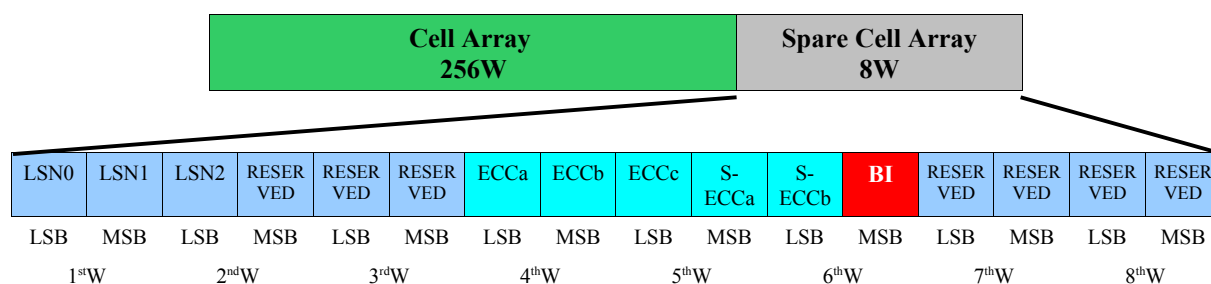 Cell Array
256W
Spare Cell Array
8W
LSN0 LSN1 LSN2 RESER VED RESER VED RESER VED ECCa ECCb ECCc S- ECCa S- ECCb BI RESER VED RESER VED RESER VED RESER VED
LSB MSB LSB MSB LSB MSB LSB MSB LSB MSB LSB MSB LSB MSB LSB MSB
1stW 2ndW 3rdW 4thW 5thW 6thW 7thW 8thW